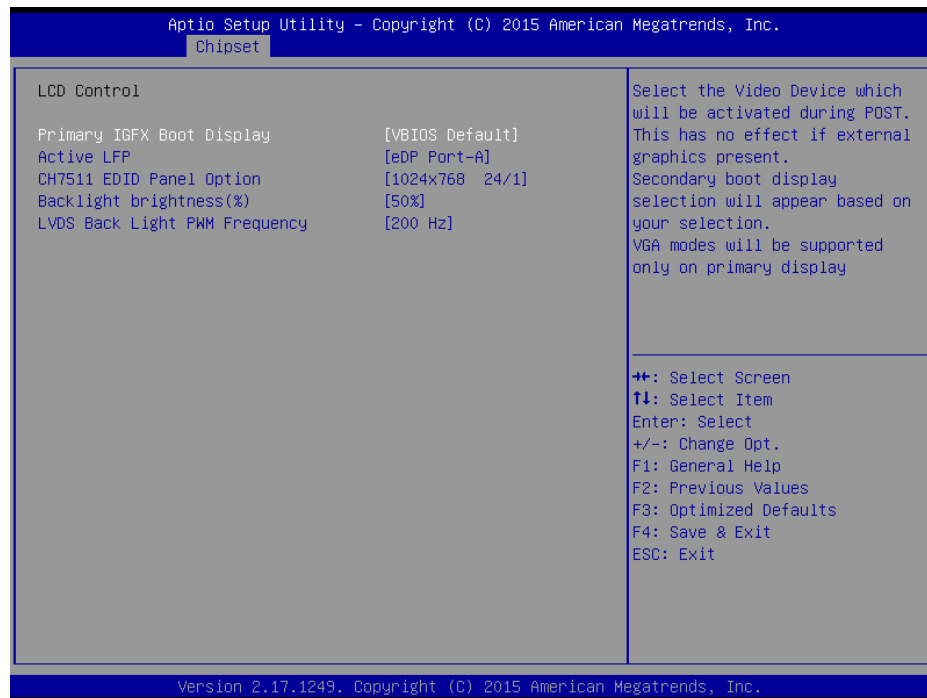 Aptio Setup Utility – Copyright (C) 2015 American Megatrends, Inc.
Chipset
LCD Control
Primary IGFX Boot Display [VBIOS Default]
Active LFP [eDP Port-A]
CH7511 EDID Panel Option [1024x768 24/1]
Backlight brightness(%) [50%]
LVDS Back Light PWM Frequency [200 Hz]
Select the Video Device which
will be activated during POST.
This has no effect if external
graphics present.
Secondary boot display
selection will appear based on
your selection.
VGA modes will be supported
only on primary display
→←: Select Screen
↑↓: Select Item
Enter: Select
+/-: Change Opt.
F1: General Help
F2: Previous Values
F3: Optimized Defaults
F4: Save & Exit
ESC: Exit
Version 2.17.1249. Copyright (C) 2015 American Megatrends, Inc.